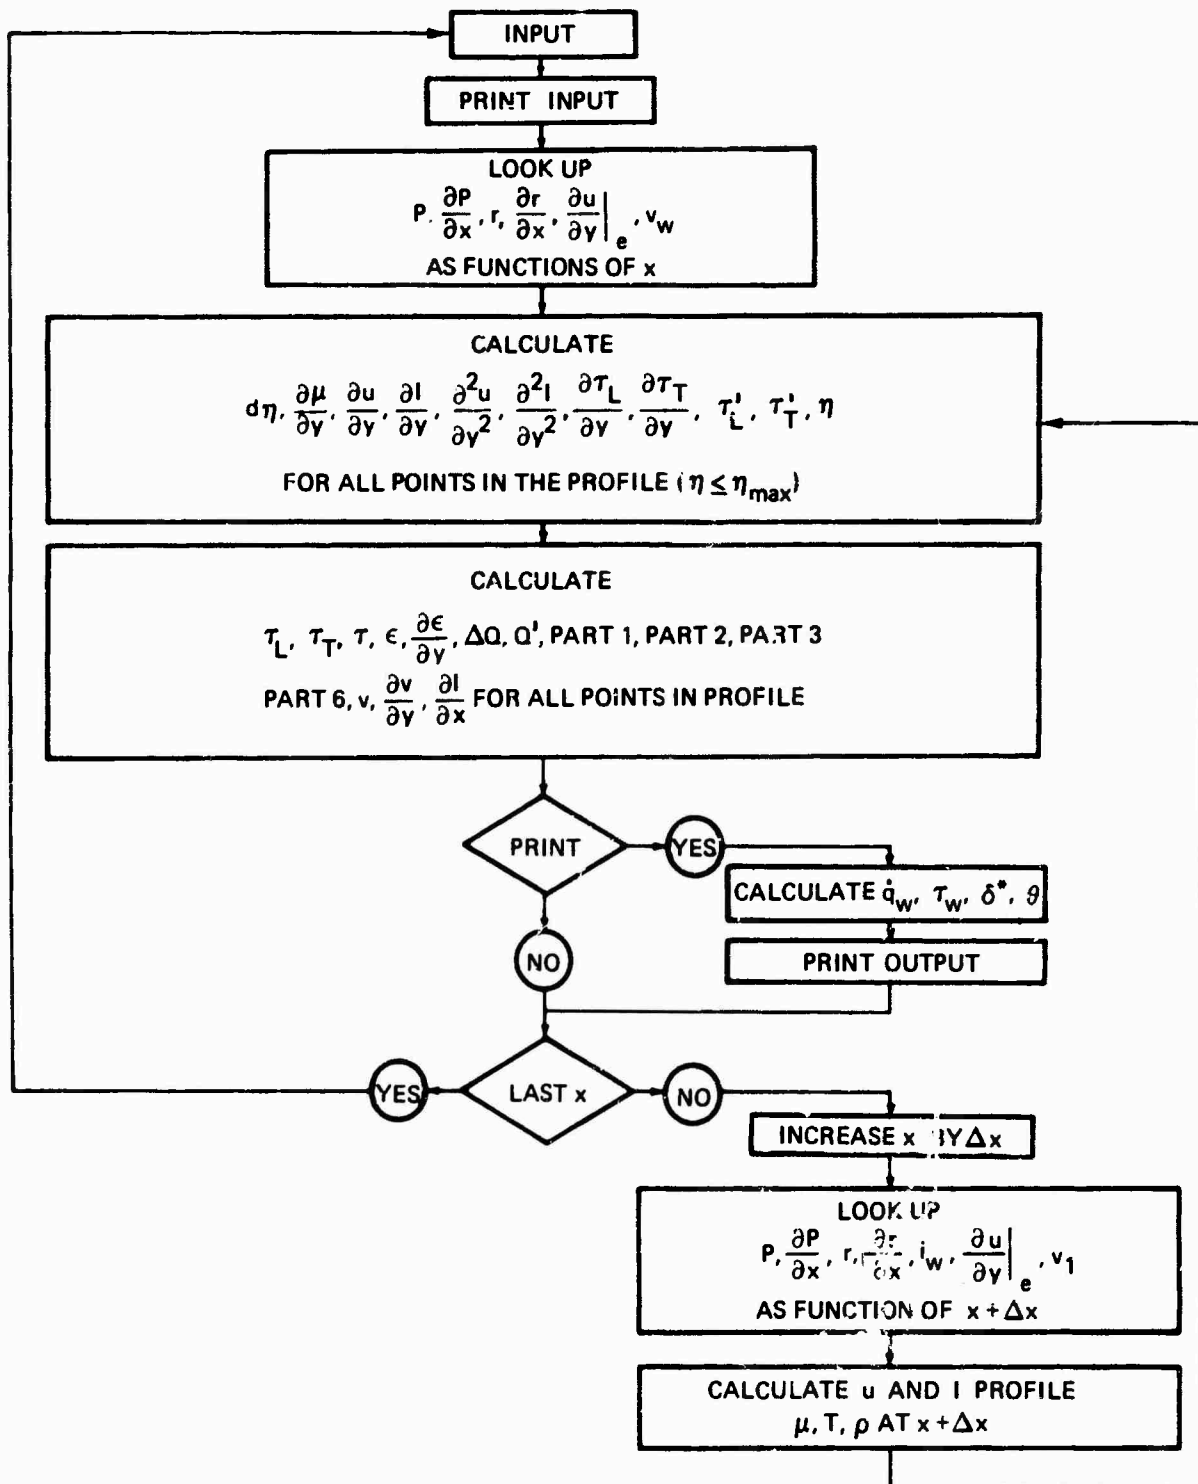 INPUT
PRINT INPUT
LOOK UP
P, ∂P/∂x, r, ∂r/∂x, ∂u/∂y|e, vw
AS FUNCTIONS OF x
CALCULATE
dη, ∂μ/∂y, ∂u/∂y, ∂I/∂y, ∂²u/∂y², ∂²I/∂y², ∂τL/∂y, ∂τT/∂y, τ'L, τ'T, η
FOR ALL POINTS IN THE PROFILE (η ≤ ηmax)
CALCULATE
τL, τT, τ, ϵ, ∂ϵ/∂y, ΔQ, Q', PART 1, PART 2, PART 3
PART 6, v, ∂v/∂y, ∂I/∂x FOR ALL POINTS IN PROFILE
PRINT
YES
CALCULATE q̇w, τw, δ*, θ
PRINT OUTPUT
NO
YES
LAST x
NO
INCREASE x BY Δx
LOOK UP
P, ∂P/∂x, r, ∂r/∂x, iw, ∂u/∂y|e, v1
AS FUNCTION OF x + Δx
CALCULATE u AND I PROFILE
μ, T, ρ AT x + Δx